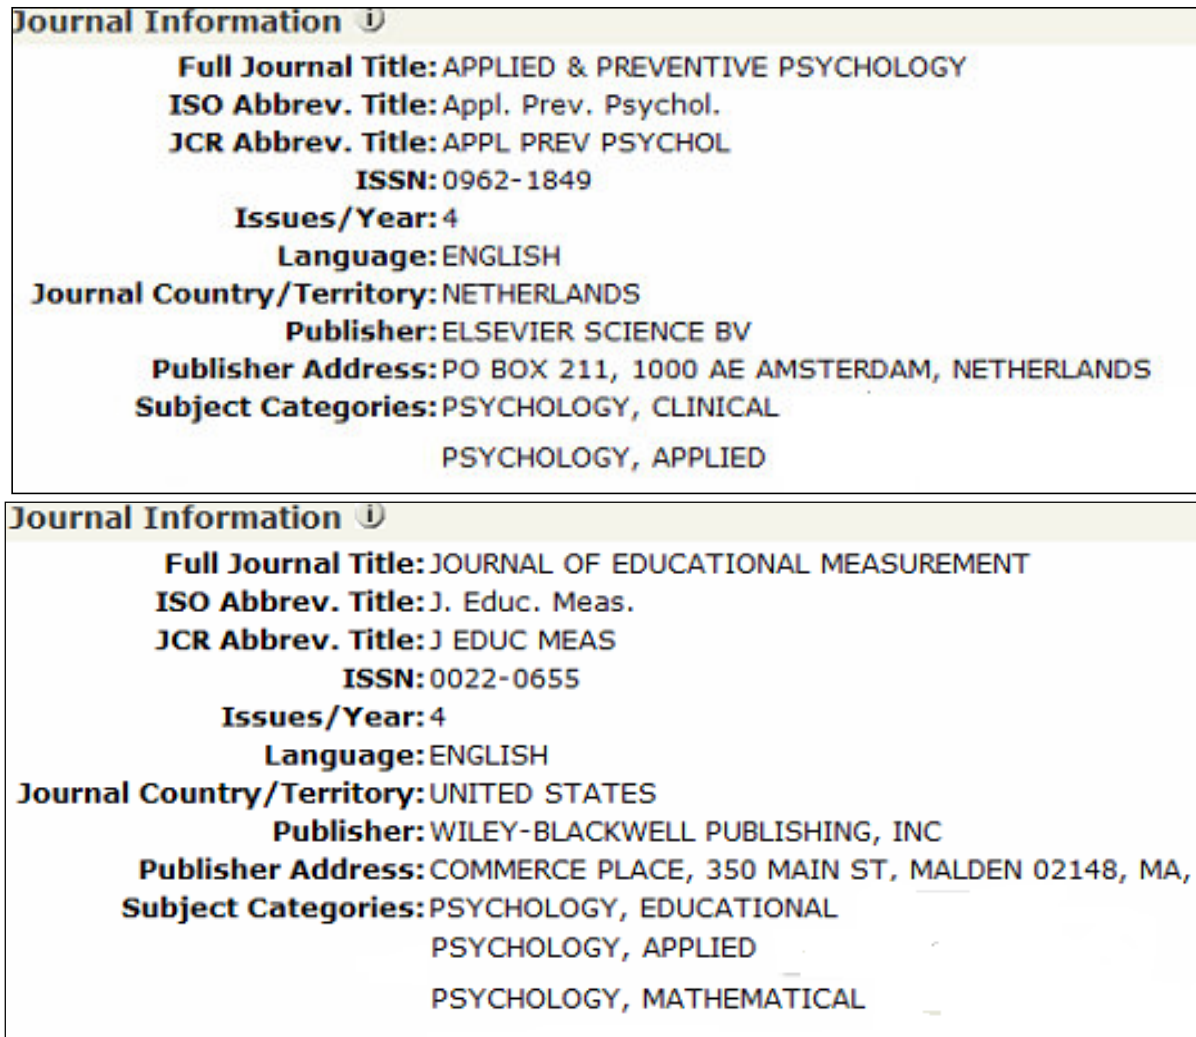 Journal Information i
Full Journal Title: APPLIED & PREVENTIVE PSYCHOLOGY
ISO Abbrev. Title: Appl. Prev. Psychol.
JCR Abbrev. Title: APPL PREV PSYCHOL
ISSN: 0962-1849
Issues/Year: 4
Language: ENGLISH
Journal Country/Territory: NETHERLANDS
Publisher: ELSEVIER SCIENCE BV
Publisher Address: PO BOX 211, 1000 AE AMSTERDAM, NETHERLANDS
Subject Categories: PSYCHOLOGY, CLINICAL
PSYCHOLOGY, APPLIED
Journal Information i
Full Journal Title: JOURNAL OF EDUCATIONAL MEASUREMENT
ISO Abbrev. Title: J. Educ. Meas.
JCR Abbrev. Title: J EDUC MEAS
ISSN: 0022-0655
Issues/Year: 4
Language: ENGLISH
Journal Country/Territory: UNITED STATES
Publisher: WILEY-BLACKWELL PUBLISHING, INC
Publisher Address: COMMERCE PLACE, 350 MAIN ST, MALDEN 02148, MA,
Subject Categories: PSYCHOLOGY, EDUCATIONAL
PSYCHOLOGY, APPLIED
PSYCHOLOGY, MATHEMATICAL